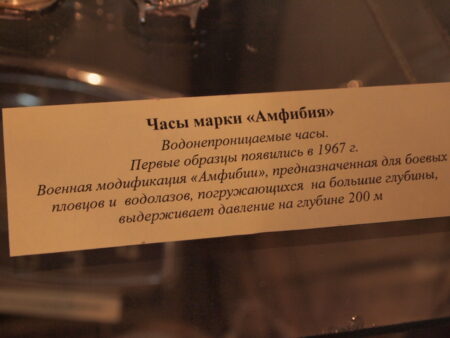 Часы марки «Амфибия»
Водонепроницаемые часы.
Первые образцы появились в 1967 г.
Военная модификация «Амфибии», предназначенная для боевых
пловцов и водолазов, погружающихся на большие глубины,
выдерживает давление на глубине 200 м